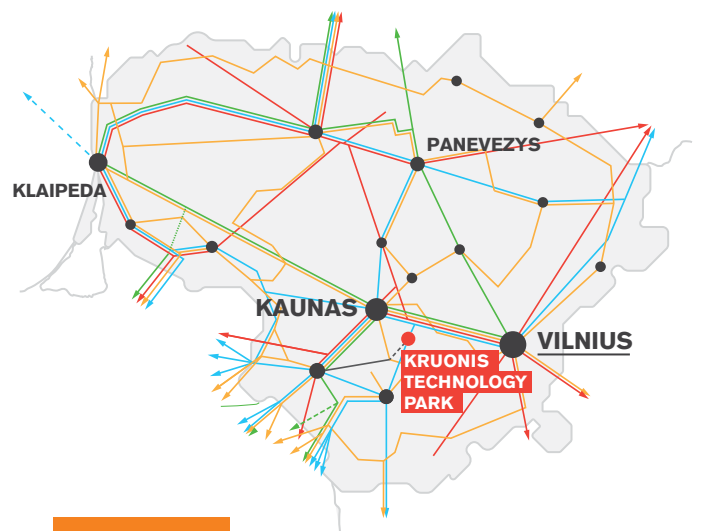 PANEVEZYS
KLAIPEDA
KAUNAS
VILNIUS
KRUONIS
TECHNOLOGY
PARK